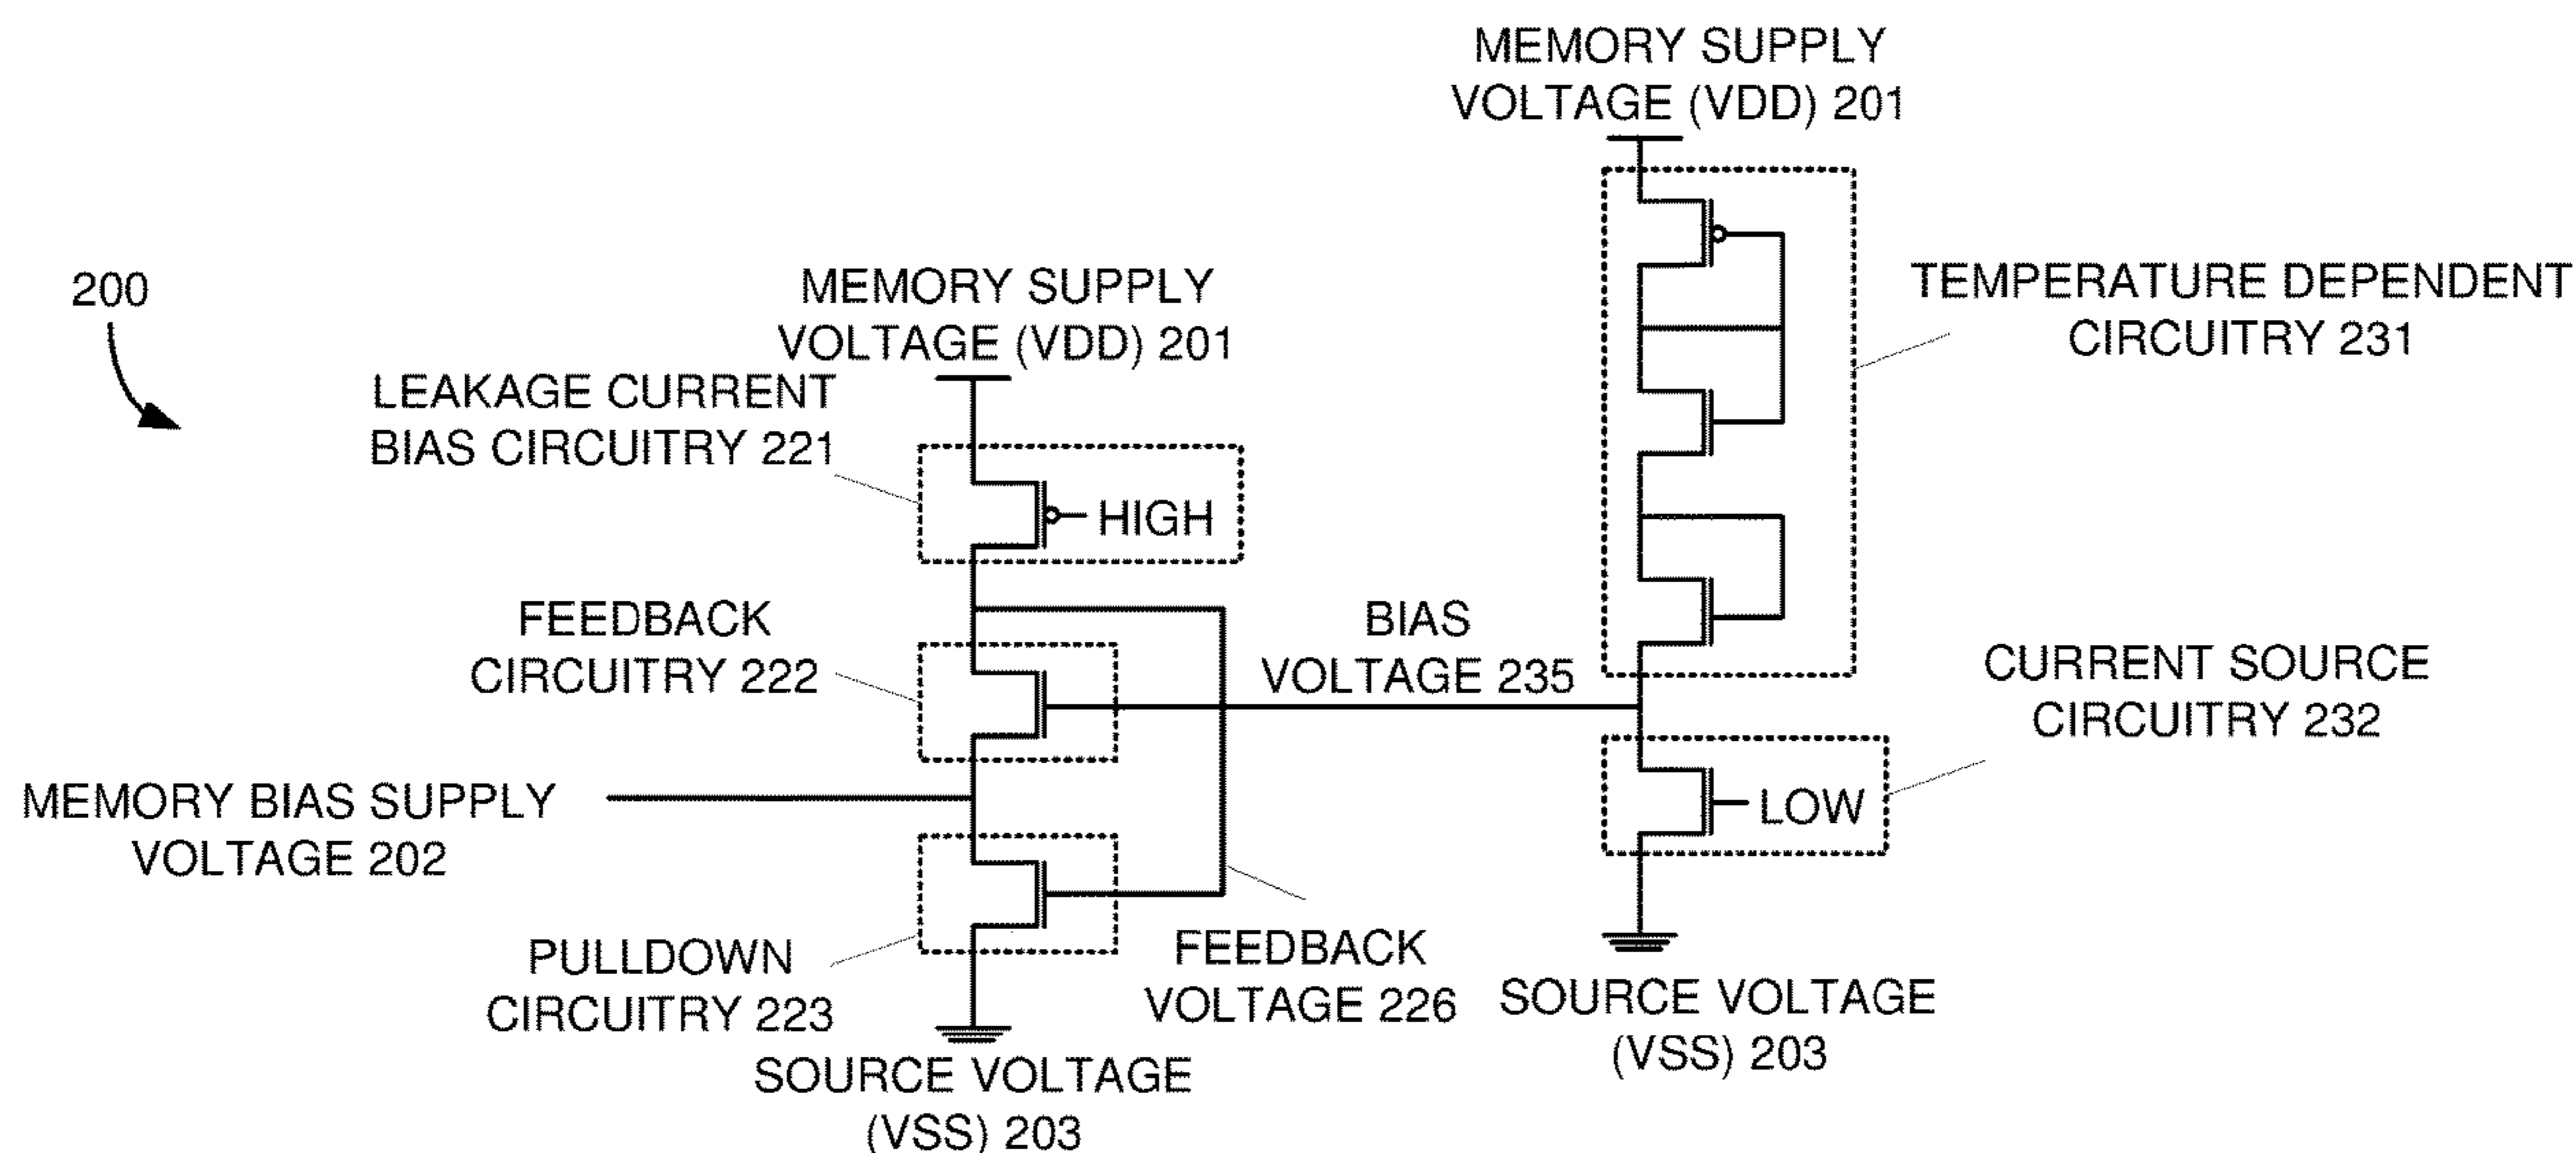 MEMORY SUPPLY
VOLTAGE (VDD) 201
200
MEMORY SUPPLY
VOLTAGE (VDD) 201
TEMPERATURE DEPENDENT
CIRCUITRY 231
LEAKAGE CURRENT
BIAS CIRCUITRY 221
HIGH
FEEDBACK
CIRCUITRY 222
BIAS
VOLTAGE 235
CURRENT SOURCE
CIRCUITRY 232
MEMORY BIAS SUPPLY
VOLTAGE 202
LOW
PULLDOWN
CIRCUITRY 223
FEEDBACK
VOLTAGE 226
SOURCE VOLTAGE
(VSS) 203
SOURCE VOLTAGE
(VSS) 203